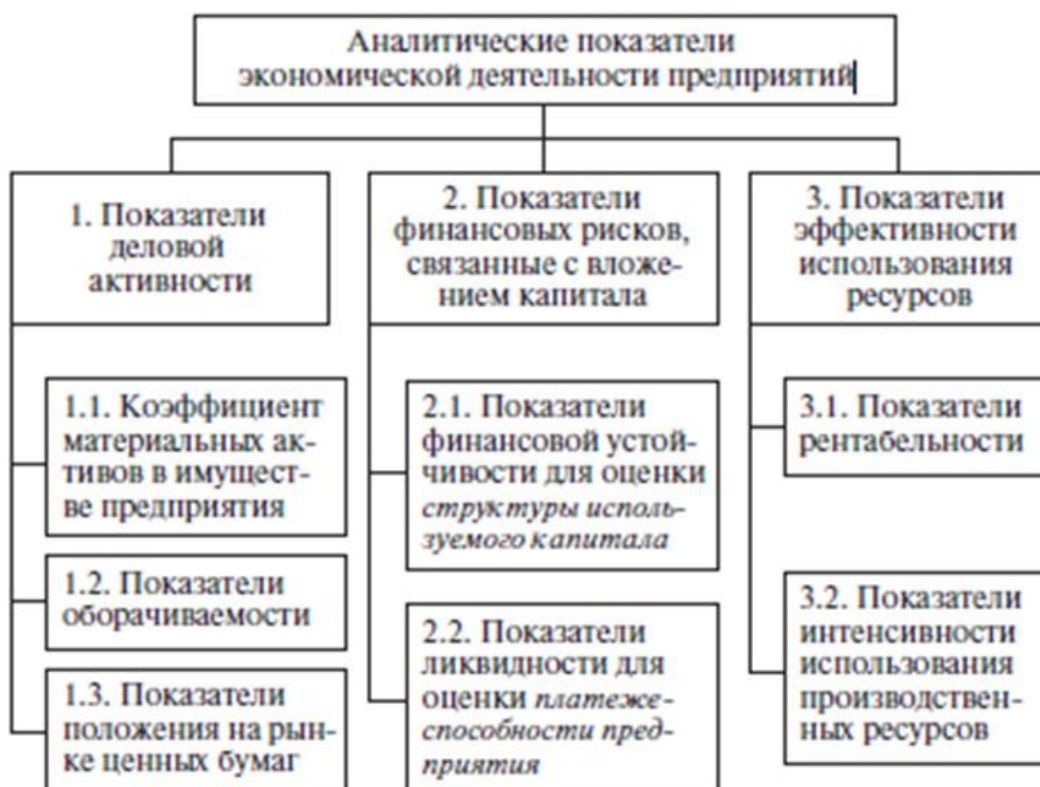 Аналитические показатели
экономической деятельности предприятий
1. Показатели
деловой
активности
2. Показатели
финансовых рисков,
связанные с вложе-
нием капитала
3. Показатели
эффективности
использования
ресурсов
1.1. Коэффициент
материальных ак-
тивов в имущест-
ве предприятия
1.2. Показатели
оборачиваемости
1.3. Показатели
положения на рын-
ке ценных бумаг
2.1. Показатели
финансовой устой-
чивости для оценки
структуры исполь-
зуемого капитала
2.2. Показатели
ликвидности для
оценки платеже-
способности пред-
приятия
3.1. Показатели
рентабельности
3.2. Показатели
интенсивности
использования
производствен-
ных ресурсов